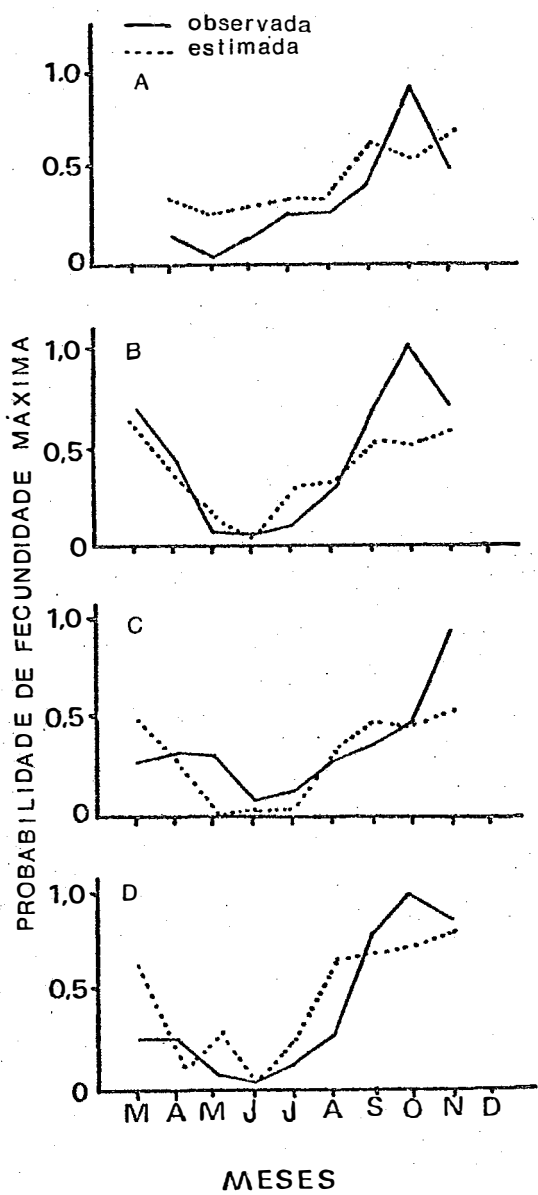 observada
estimada
A
1.0
0,5
0
B
1,0
0,5
0
C
1,0
0,5
0
D
1,0
0,5
0
M A M J J A S O N D
MESES
PROBABILIDADE DE FECUNDIDADE MÁXIMA